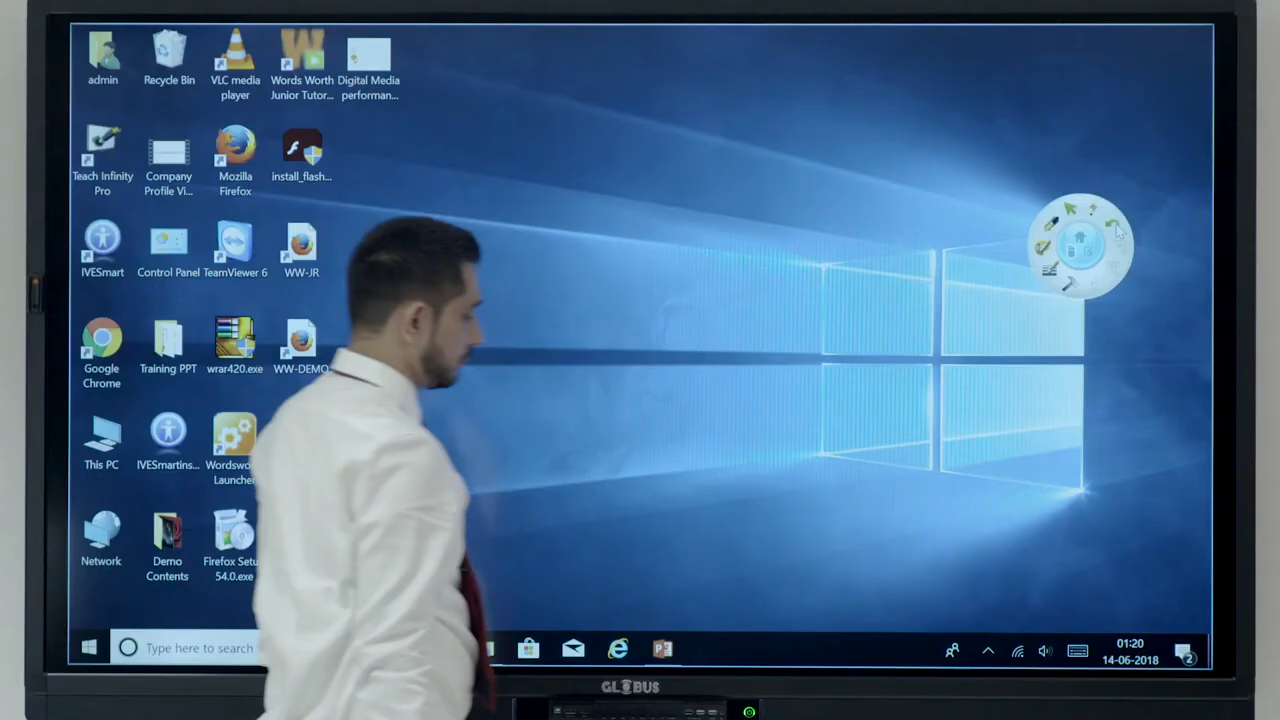 admin
Recycle Bin
VLC media
player
Words Worth
Junior Tutor...
Digital Media
performan...
Teach Infinity
Pro
Company
Profile Vi...
Mozilla
Firefox
install_flash...
IVESmart
Control Panel
TeamViewer 6
WW-JR
Google
Chrome
Training PPT
wrar420.exe
WW-DEMO
This PC
IVESmartins...
Wordswo
Launcher
Network
Demo
Contents
Firefox Setu
54.0.exe
Type here to search
01:20
14-06-2018
2
GLOBUS